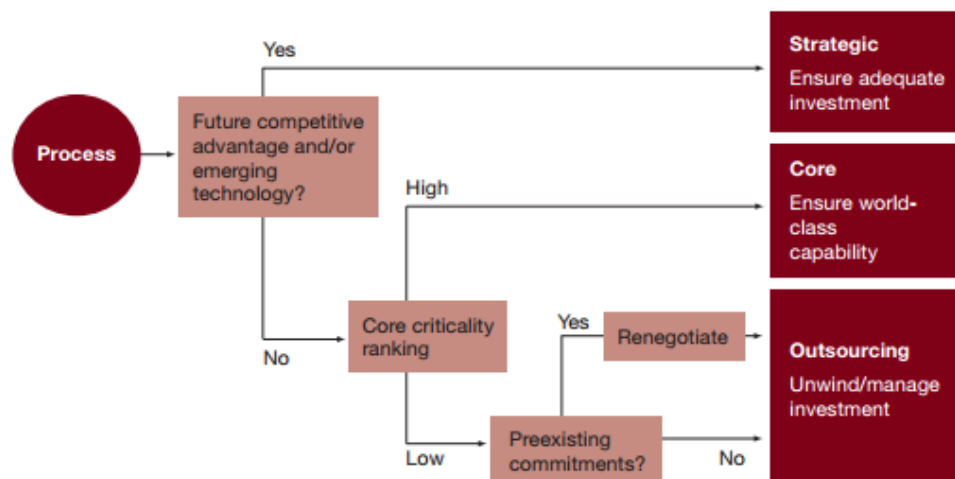 Yes
Strategic
Ensure adequate
investment
Process
Future competitive
advantage and/or
emerging
technology?
High
Core
Ensure world-
class
capability
No
Core criticality
ranking
Yes
Renegotiate
Outsourcing
Unwind/manage
investment
Low
Preexisting
commitments?
No